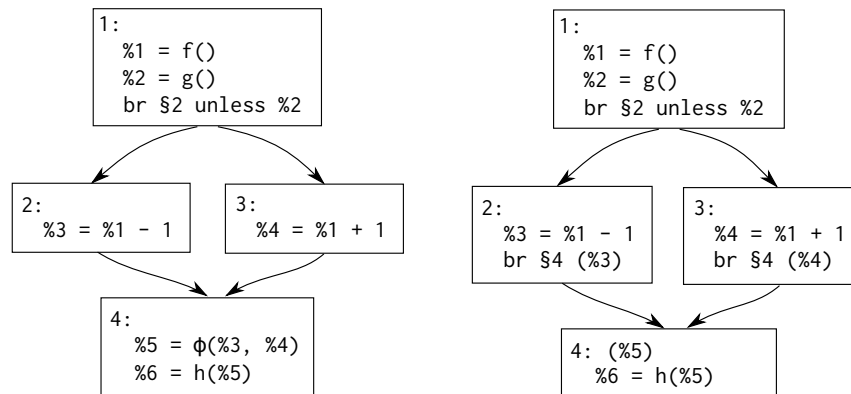 1:
%1 = f()
%2 = g()
br §2 unless %2
2:
%3 = %1 - 1
3:
%4 = %1 + 1
4:
%5 = ϕ(%3, %4)
%6 = h(%5)
1:
%1 = f()
%2 = g()
br §2 unless %2
2:
%3 = %1 - 1
br §4 (%3)
3:
%4 = %1 + 1
br §4 (%4)
4: (%5)
%6 = h(%5)